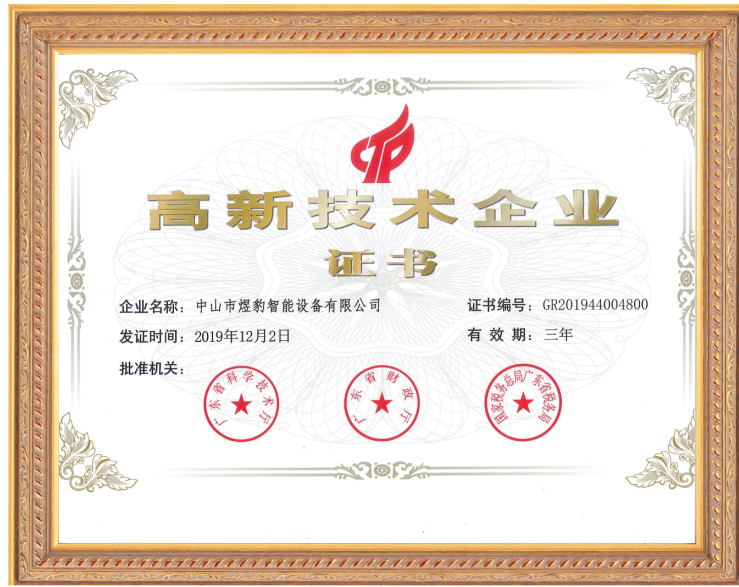 高新技术企业
证书
企业名称：中山市煜豹智能设备有限公司
证书编号：GR201944004800
发证时间：2019年12月2日
有效期：三年
批准机关：
广东省科学技术厅
广东省财政厅
国家税务总局广东省税务局